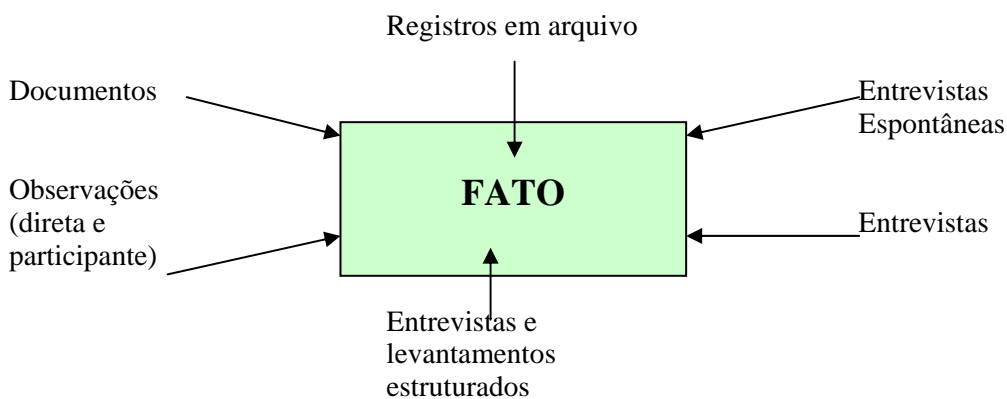 Registros em arquivo
Documentos
Entrevistas
Espontâneas
FATO
Observações
(direta e
participante)
Entrevistas
Entrevistas e
levantamentos
estruturados